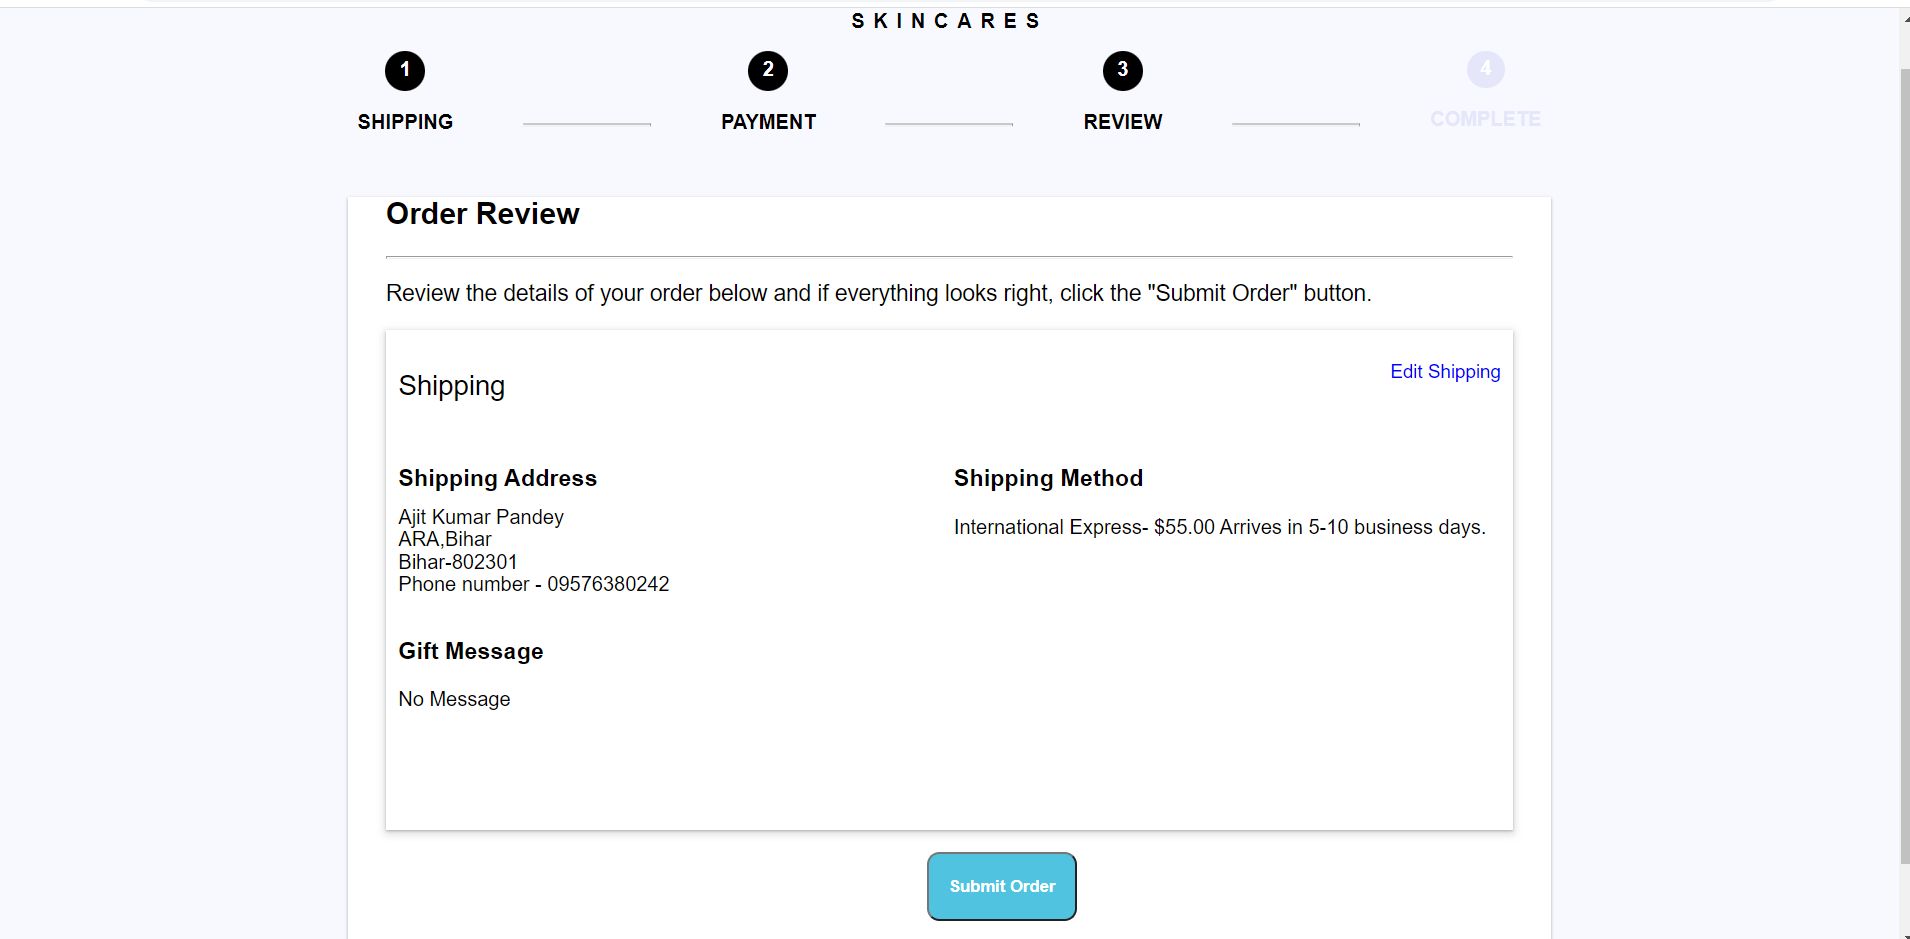 SKINCARES
1
2
3
4
SHIPPING
PAYMENT
REVIEW
COMPLETE
Order Review
Review the details of your order below and if everything looks right, click the "Submit Order" button.
Shipping
Edit Shipping
Shipping Address
Ajit Kumar Pandey
ARA,Bihar
Bihar-802301
Phone number - 09576380242
Shipping Method
International Express- $55.00 Arrives in 5-10 business days.
Gift Message
No Message
Submit Order